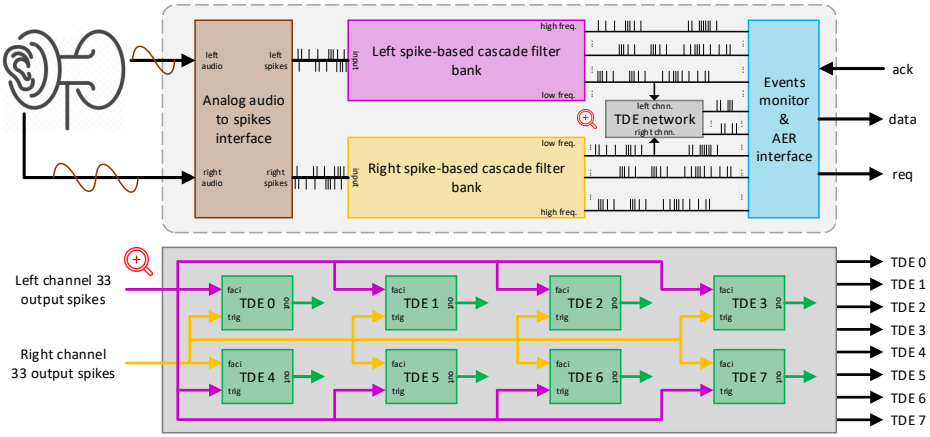 high freq.
left audio
left spikes
input
Left spike-based cascade filter
bank
low freq.
Analog audio
to spikes
interface
left chnn.
TDE network
right chnn.
Events
monitor
&
AER
interface
ack
data
req
low freq.
right audio
right spikes
input
Right spike-based cascade filter
bank
high freq.
Left channel 33
output spikes
Right channel
33 output spikes
faci
trig
TDE 0
out
faci
trig
TDE 1
out
faci
trig
TDE 2
out
faci
trig
TDE 3
out
faci
trig
TDE 4
out
faci
trig
TDE 5
out
faci
trig
TDE 6
out
faci
trig
TDE 7
out
TDE 0
TDE 1
TDE 2
TDE 3
TDE 4
TDE 5
TDE 6
TDE 7